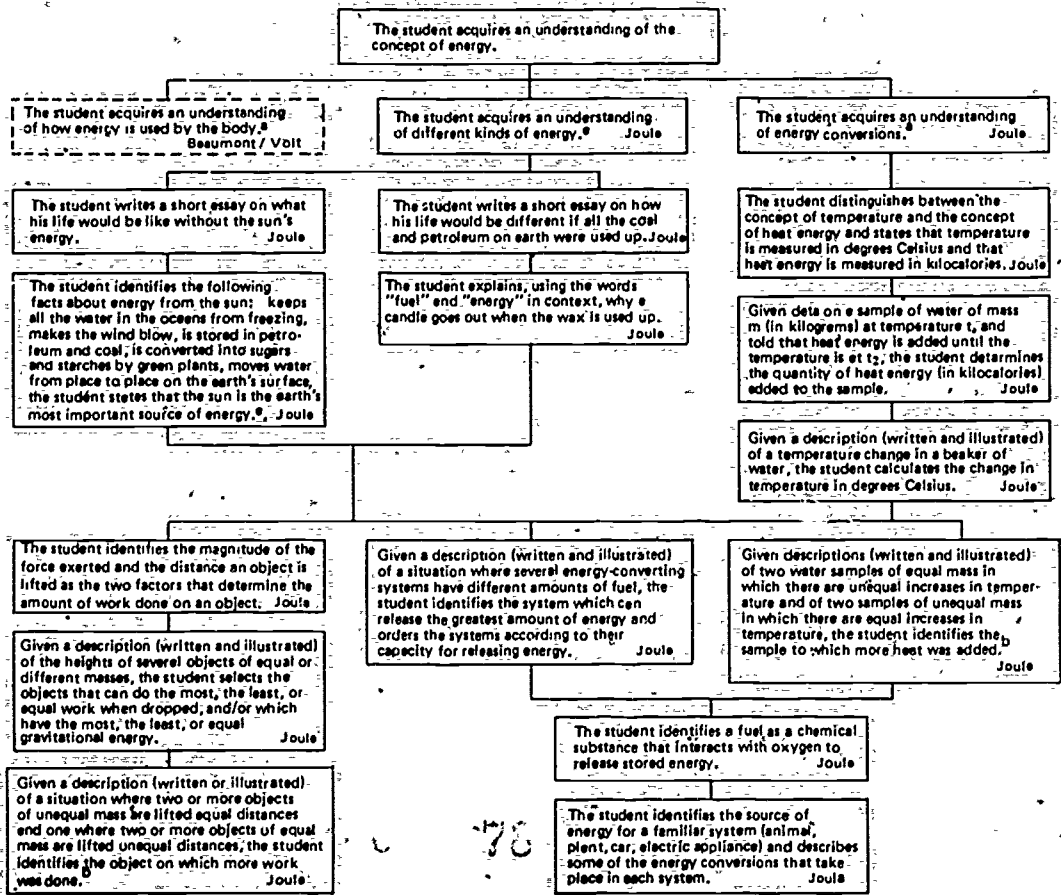 The student acquires an understanding of the
concept of energy.
The student acquires an understanding
of how energy is used by the body.a
Beaumont / Volt
The student acquires an understanding
of different kinds of energy.e Joule
The student acquires an understanding
of energy conversions.a Joule
The student writes a short essay on what
his life would be like without the sun's
energy. Joule
The student writes a short essay on how
his life would be different if all the coal
and petroleum on earth were used up. Joule
The student distinguishes between the
concept of temperature and the concept
of heat energy and states that temperature
is measured in degrees Celsius and that
heat energy is measured in kilocalories. Joule
The student identifies the following
facts about energy from the sun: keeps
all the water in the oceans from freezing,
makes the wind blow, is stored in petro-
leum and coal, is converted into sugars
and starches by green plants, moves water
from place to place on the earth's surface,
the student states that the sun is the earth's
most important source of energy.e Joule
The student explains, using the words
"fuel" end "energy" in context, why e
candle goes out when the wax is used up.
Joule
Given deta on e sample of water of mass
m (in kilogrems) at temperature t, and
told that heat energy is added until the
temperature is et t2, the student determines
the quantity of heat energy (in kilocalories)
added to the sample. Joule
Given a description (written and illustrated)
of a temperature change in a beaker of
water, the student calculates the change in
temperature in degrees Celsius. Joule
The student identifies the magnitude of the
force exerted and the distance an object is
lifted as the two factors that determine the
amount of work done on an object. Joule
Given a description (written and illustrated)
of a situation where several energy-converting
systems have different amounts of fuel, the
student identifies the system which can
release the greatest amount of energy and
orders the systems according to their
capacity for releasing energy. Joule
Given descriptions (written and illustrated)
of two water samples of equal mass in
which there are unequal increases in temper-
ature and of two samples of unequal mass
in which there are equal increases in
temperature, the student identifies the
sample to which more heat was added.b
Joule
Given a description (written and illustrated)
of the heights of several objects of equal or
different masses, the student selects the
objects that can do the most, the least, or
equal work when dropped; and/or which
have the most, the least, or equal
gravitational energy. Joule
The student identifies a fuel as a chemical
substance that interacts with oxygen to
release stored energy. Joule
Given a description (written or illustrated)
of a situation where two or more objects
of unequal mass are lifted equal distances
end one where two or more objects of equal
mass are lifted unequal distances, the student
identifies the object on which more work
was done.b Joule
The student identifies the source of
energy for a familiar system (animal,
plent, car, electric appliance) and describes
some of the energy conversions that take
place in each system. Joule
78